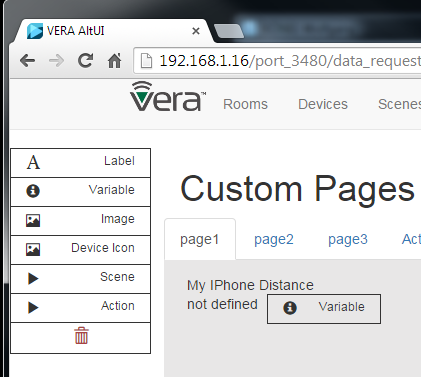 VERA AltUI
192.168.1.16/port_3480/data_request
vera™
Rooms
Devices
Scenes
A Label
Variable
Image
Device Icon
Scene
Action
Custom Pages
page1
page2
page3
Act
My IPhone Distance
not defined
Variable